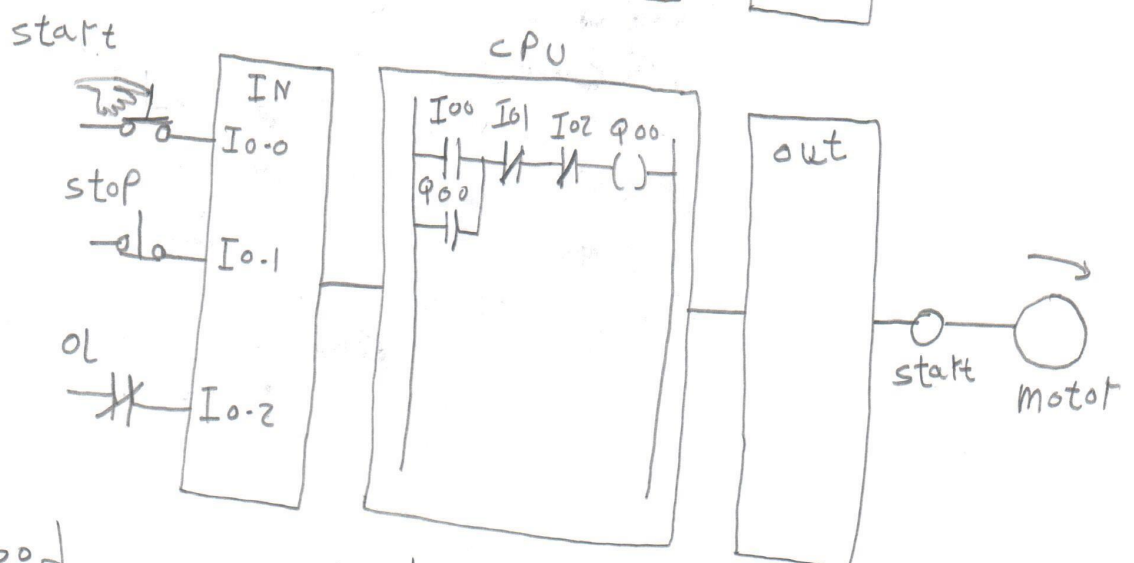 start
CPU
IN
I00 I01 I02 Q00
I0.0
out
stop
Q00
I0.1
OL
start
I0.2
motor